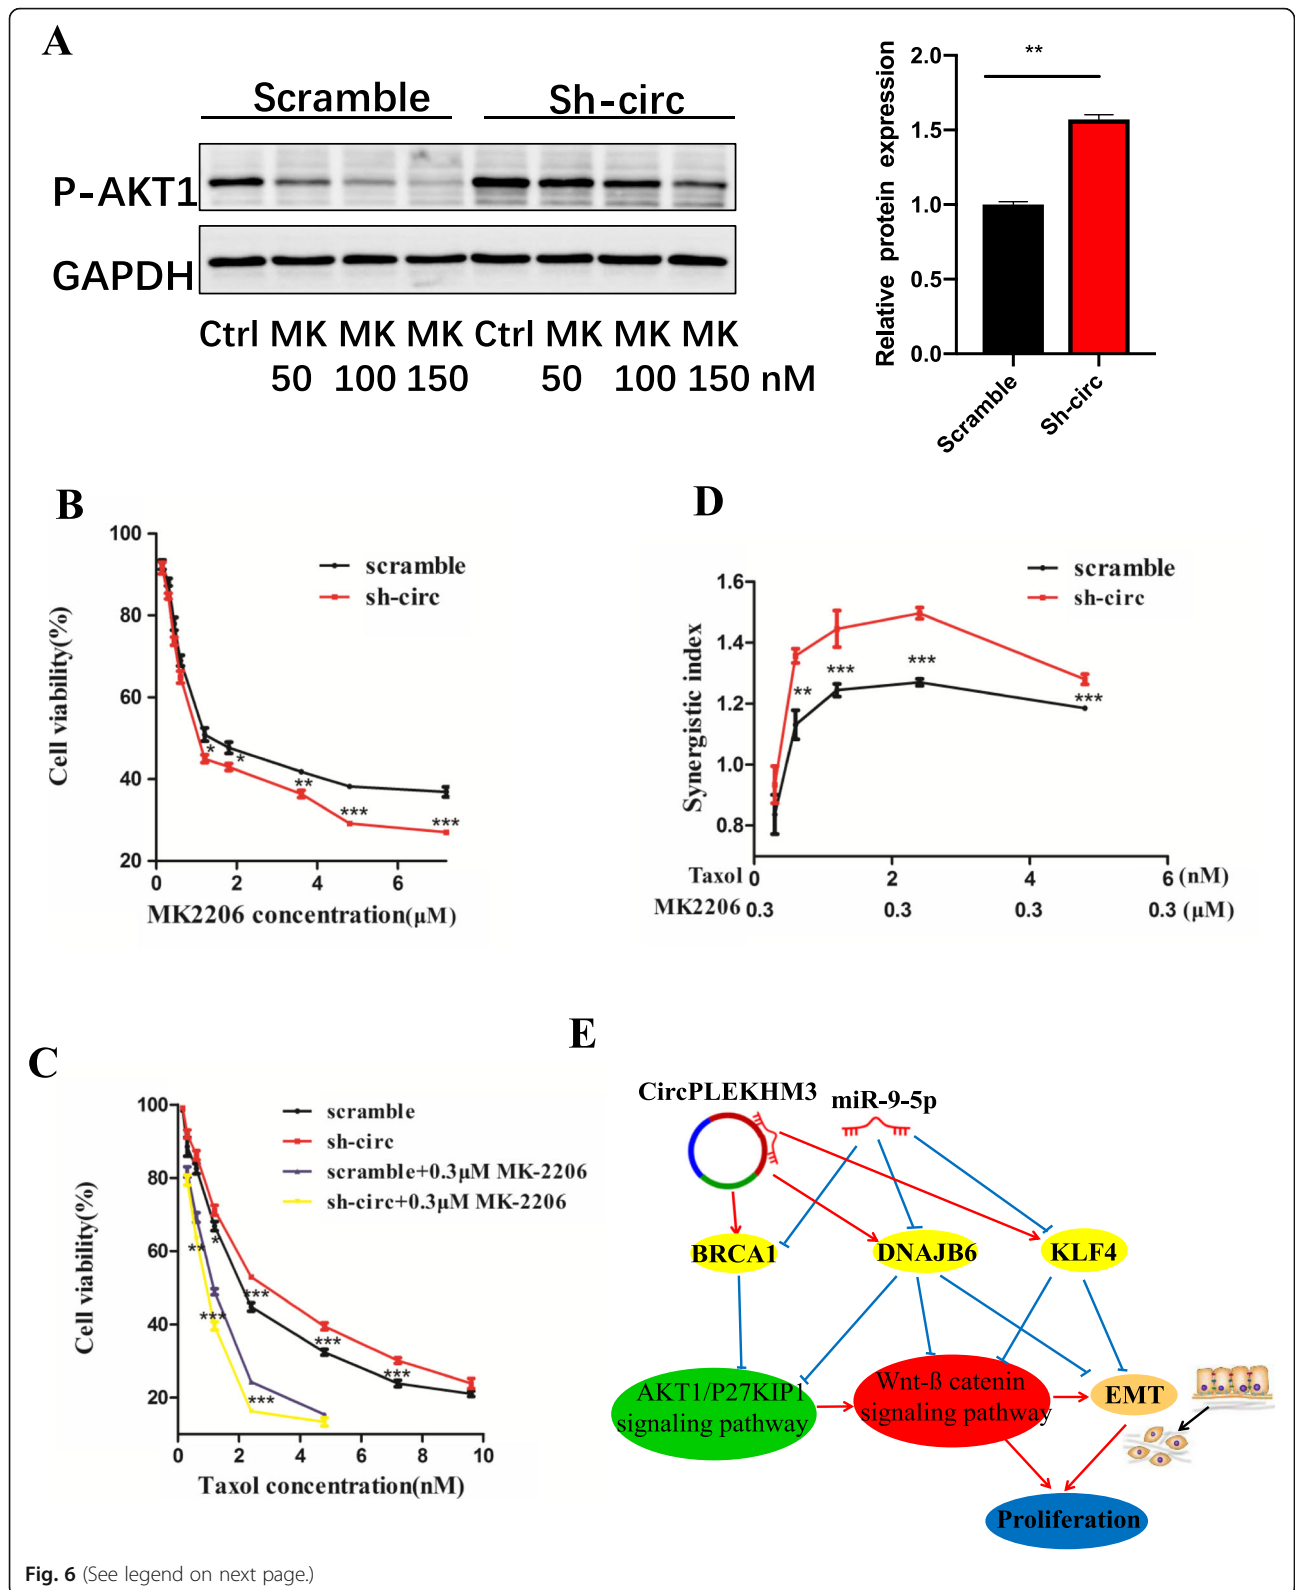 A
Scramble Sh-circ
P-AKT1
GAPDH
Ctrl MK MK MK Ctrl MK MK MK
50 100 150 50 100 150 nM
Relative protein expression
2.0
1.5
1.0
0.5
0.0
**
Scramble
Sh-circ
B
Cell viability(%)
100
80
60
40
20
scramble
sh-circ
*
*
**
***
***
0 2 4 6
MK2206 concentration(μM)
D
Synergistic index
1.6
1.4
1.2
1.0
0.8
scramble
sh-circ
**
***
***
***
Taxol 0 2 4 6 (nM)
MK2206 0.3 0.3 0.3 0.3 (μM)
C
Cell viability(%)
100
80
60
40
20
scramble
sh-circ
scramble+0.3μM MK-2206
sh-circ+0.3μM MK-2206
*
**
***
***
***
***
***
0 2 4 6 8 10
Taxol concentration(nM)
E
CircPLEKHM3
miR-9-5p
BRCA1
DNAJB6
KLF4
AKT1/P27KIP1
signaling pathway
Wnt-ß catenin
signaling pathway
EMT
Proliferation
Fig. 6 (See legend on next page.)